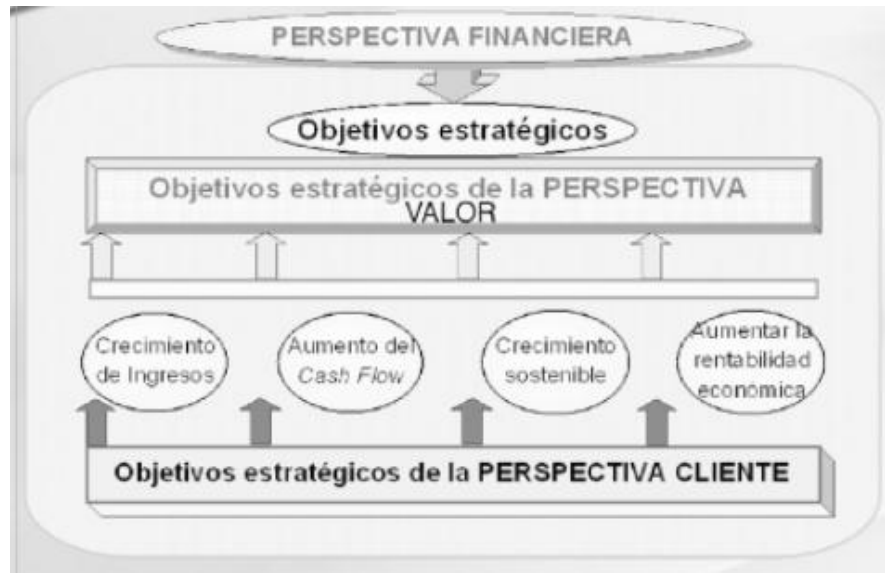 PERSPECTIVA FINANCIERA
Objetivos estratégicos
Objetivos estratégicos de la PERSPECTIVA
VALOR
Crecimiento
de Ingresos
Aumento del
Cash Flow
Crecimiento
sostenible
Aumentar la
rentabilidad
económica
Objetivos estratégicos de la PERSPECTIVA CLIENTE